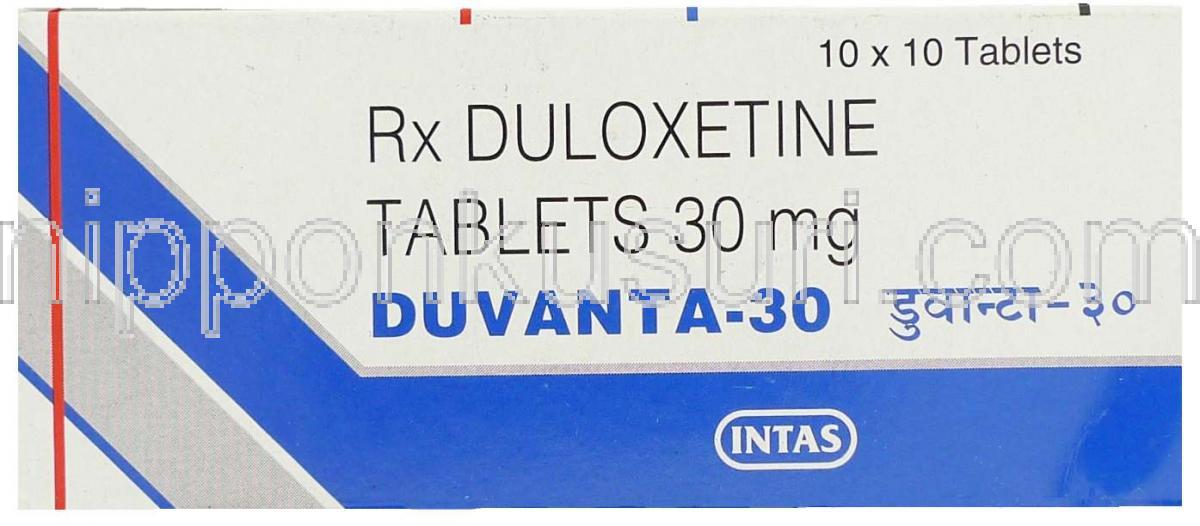 10 x 10 Tablets
Rx DULOXETINE
TABLETS 30 mg
nipponkusuri.com
DUVANTA-30 डुवान्टा-३०
INTAS